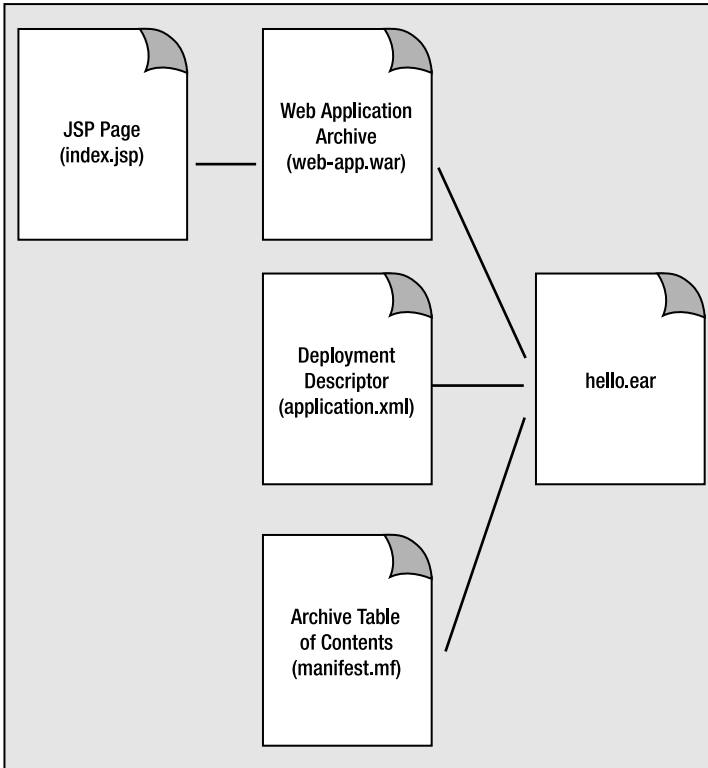 JSP Page
(index.jsp)
Web Application
Archive
(web-app.war)
Deployment
Descriptor
(application.xml)
hello.ear
Archive Table
of Contents
(manifest.mf)